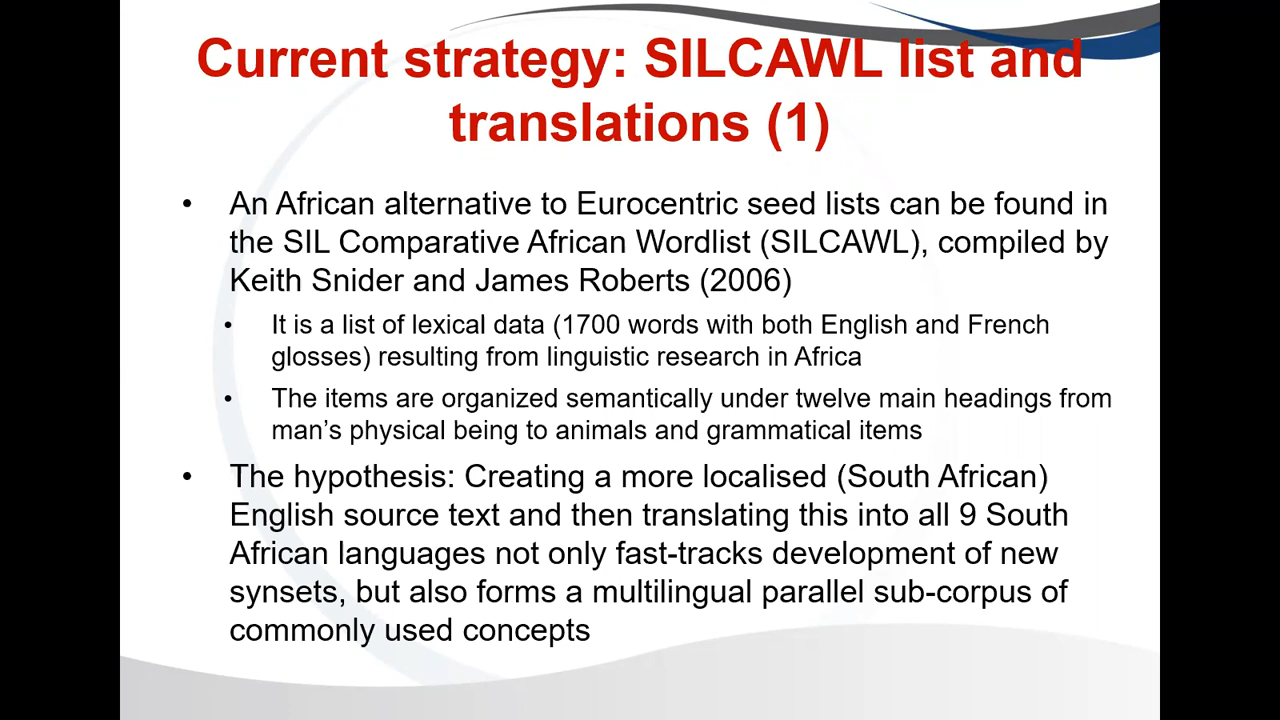 Current strategy: SILCAWL list and
translations (1)
• An African alternative to Eurocentric seed lists can be found in
the SIL Comparative African Wordlist (SILCAWL), compiled by
Keith Snider and James Roberts (2006)
• It is a list of lexical data (1700 words with both English and French
glosses) resulting from linguistic research in Africa
• The items are organized semantically under twelve main headings from
man’s physical being to animals and grammatical items
• The hypothesis: Creating a more localised (South African)
English source text and then translating this into all 9 South
African languages not only fast-tracks development of new
synsets, but also forms a multilingual parallel sub-corpus of
commonly used concepts